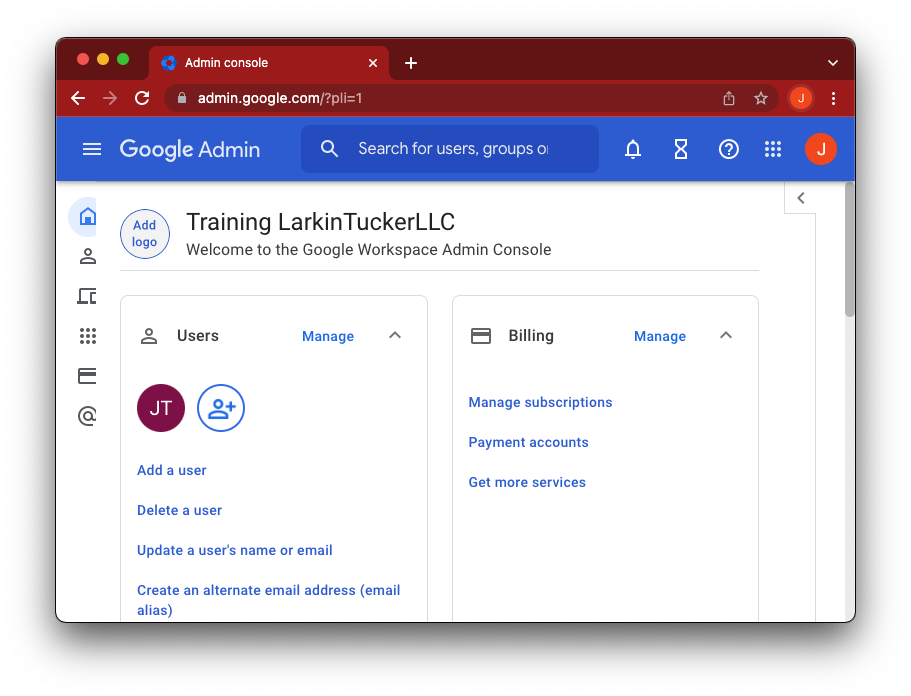 Admin console
admin.google.com/?pli=1
J
Google Admin
Search for users, groups or
J
Add
logo
Training LarkinTuckerLLC
Welcome to the Google Workspace Admin Console
Users
Manage
JT
Add a user
Delete a user
Update a user's name or email
Create an alternate email address (email
alias)
Billing
Manage
Manage subscriptions
Payment accounts
Get more services